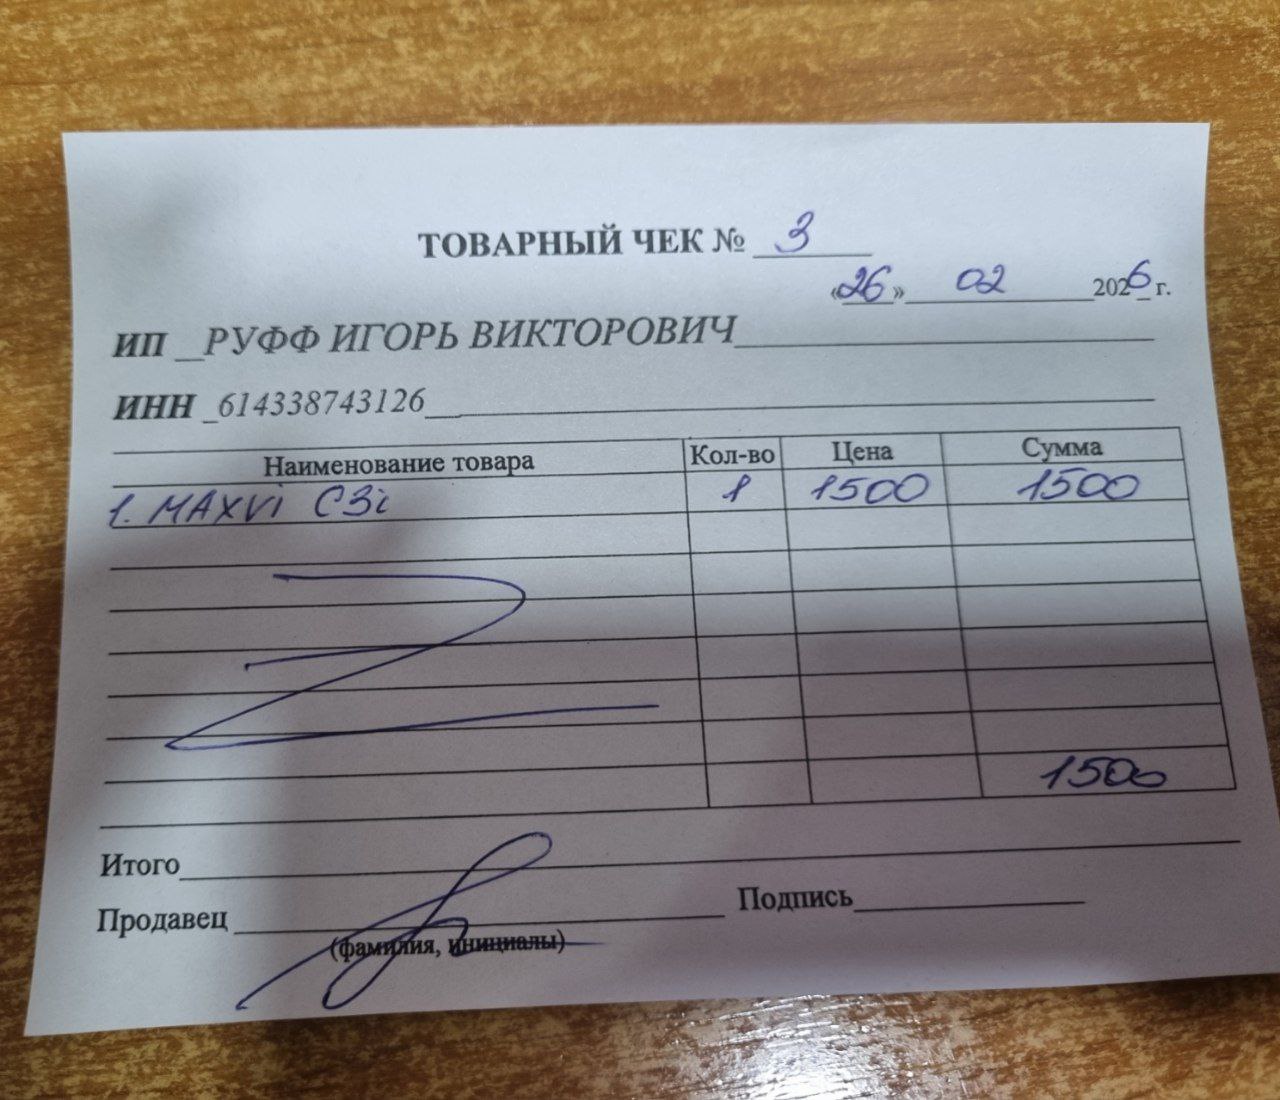 ТОВАРНЫЙ ЧЕК № 3
«26» 02 2026 г.
ИП РУФФ ИГОРЬ ВИКТОРОВИЧ
ИНН 614338743126
Наименование товара Кол-во Цена Сумма
1. MAXVi C3i 1 1500 1500
1500
Итого
Продавец Подпись
(фамилия, инициалы)